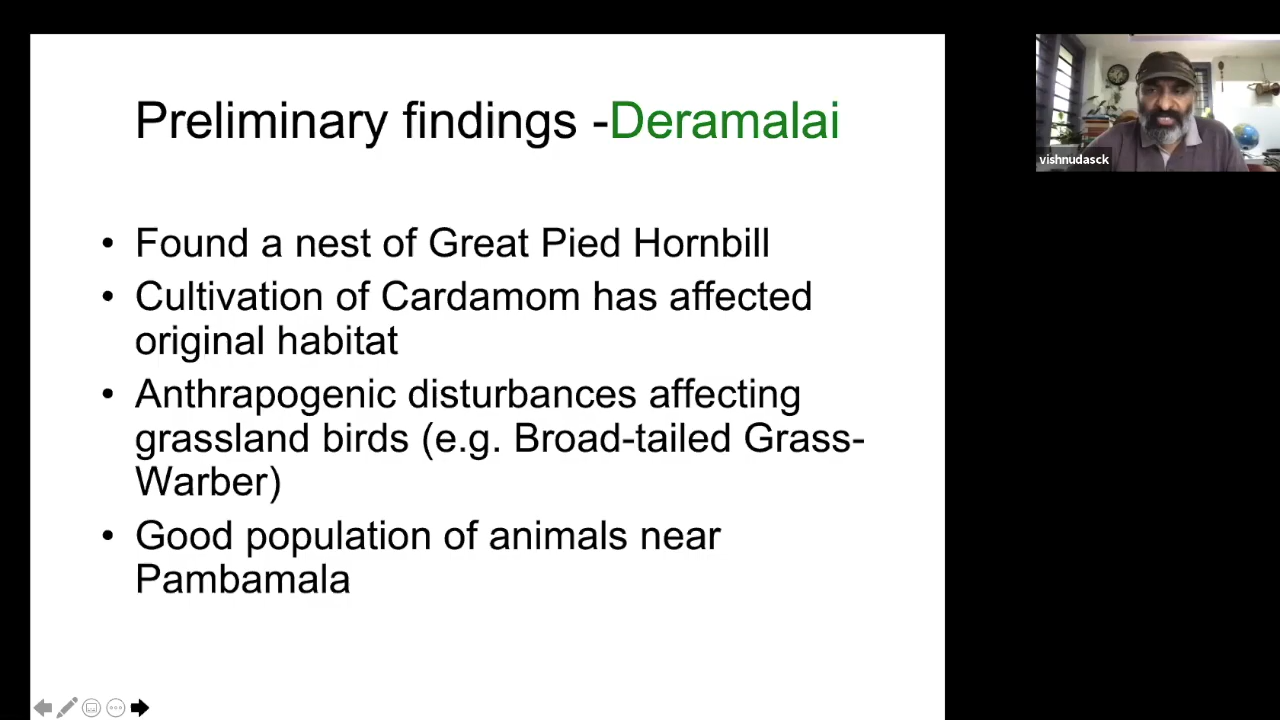 Preliminary findings -Deramalai
vishnudasck
• Found a nest of Great Pied Hornbill
• Cultivation of Cardamom has affected
original habitat
• Anthrapogenic disturbances affecting
grassland birds (e.g. Broad-tailed Grass-
Warber)
• Good population of animals near
Pambamala